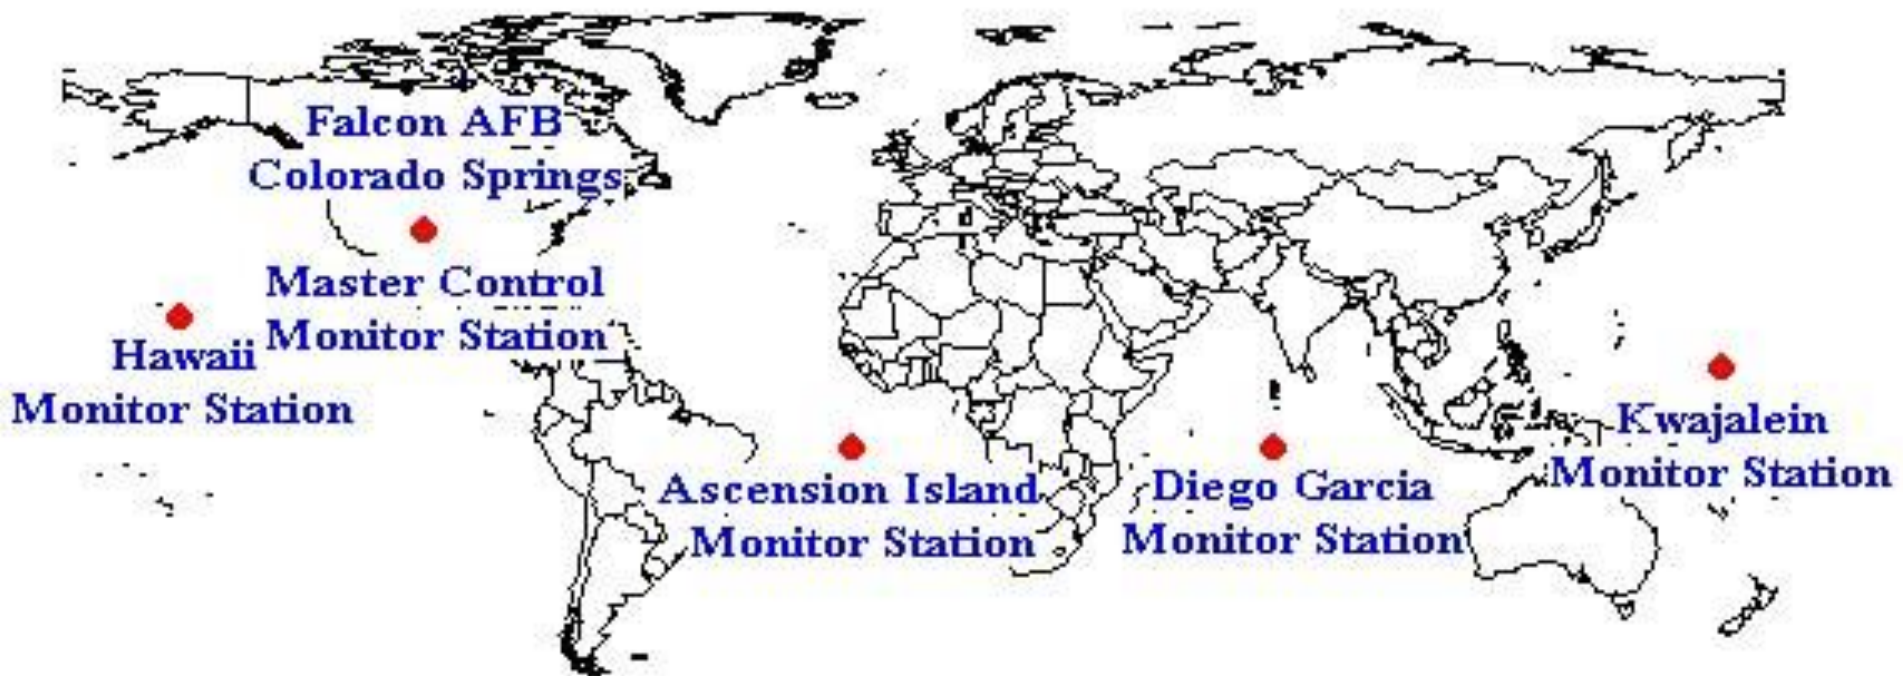 Falcon AFB
Colorado Springs
Master Control
Monitor Station
Hawaii
Monitor Station
Ascension Island
Monitor Station
Diego Garcia
Monitor Station
Kwajalein
Monitor Station